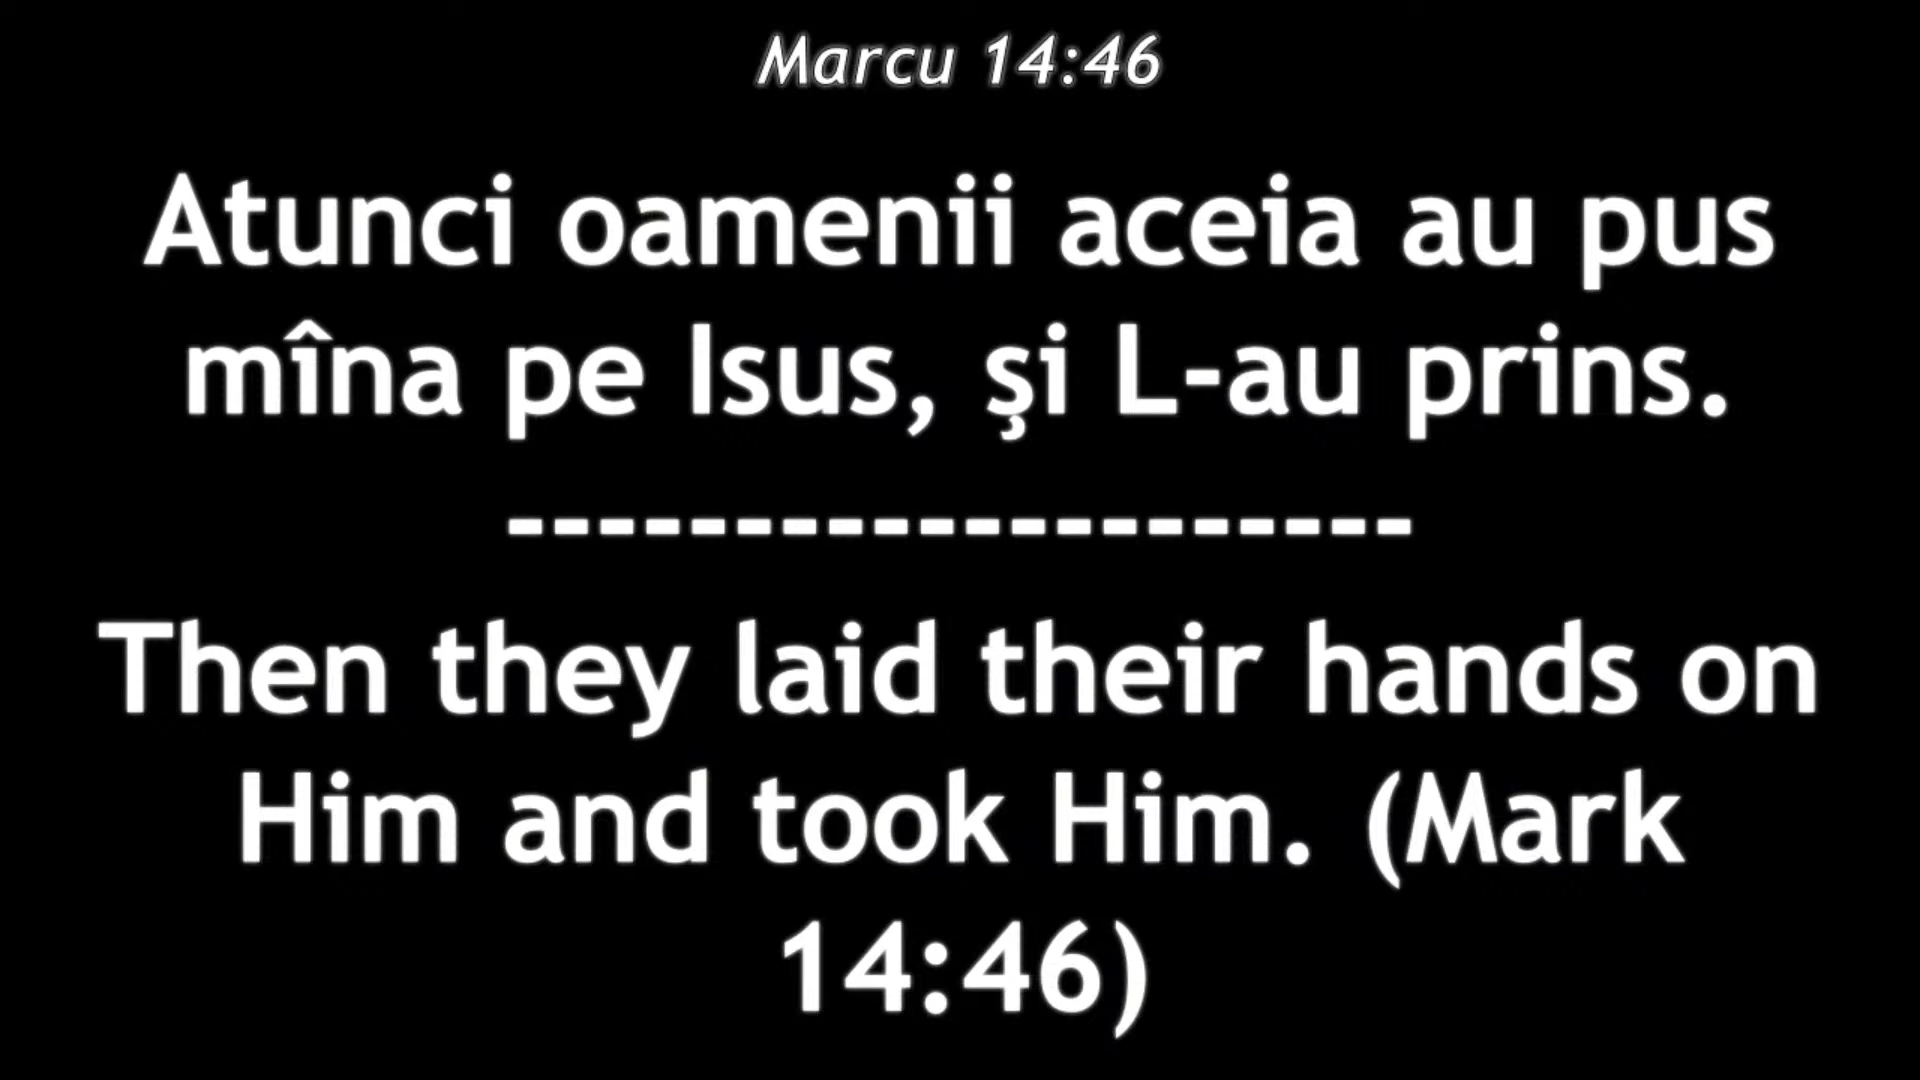 Marcu 14:46
Atunci oamenii aceia au pus
mîna pe Isus, şi L-au prins.
--------------------
Then they laid their hands on
Him and took Him. (Mark
14:46)